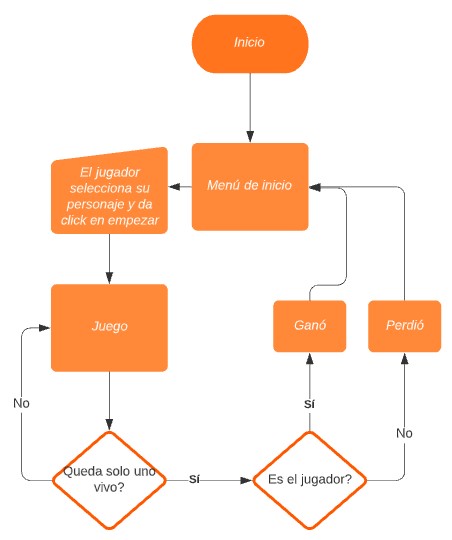 Inicio
Menú de inicio
El jugador
selecciona su
personaje y da
click en empezar
Juego
Ganó
Perdió
No
Sí
No
Queda solo uno
vivo?
Sí
Es el jugador?